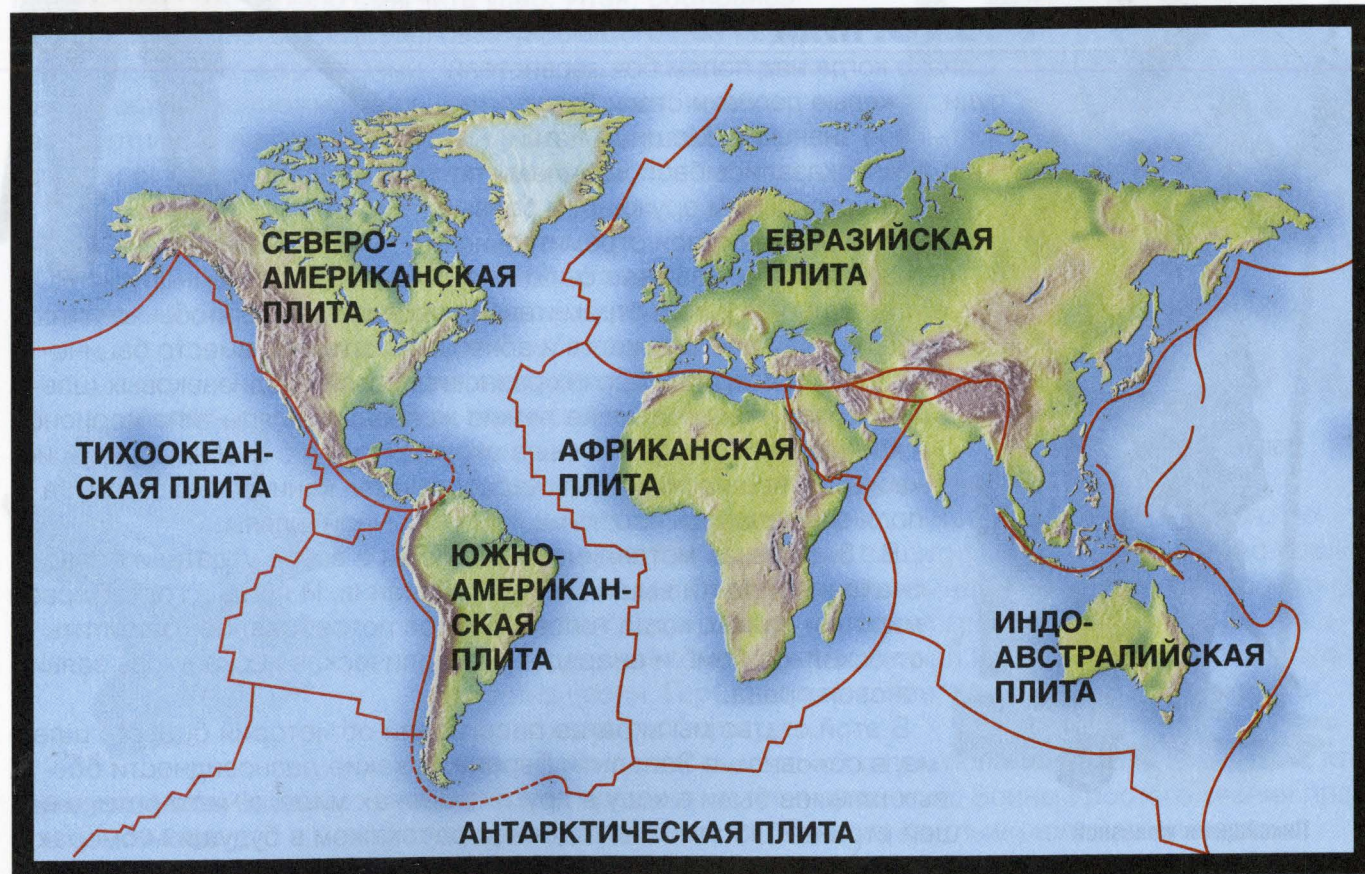 СЕВЕРО-
АМЕРИКАНСКАЯ
ПЛИТА
ЕВРАЗИЙСКАЯ
ПЛИТА
ТИХООКЕАН-
СКАЯ ПЛИТА
АФРИКАНСКАЯ
ПЛИТА
ЮЖНО-
АМЕРИКАН-
СКАЯ
ПЛИТА
ИНДО-
АВСТРАЛИЙСКАЯ
ПЛИТА
АНТАРКТИЧЕСКАЯ ПЛИТА